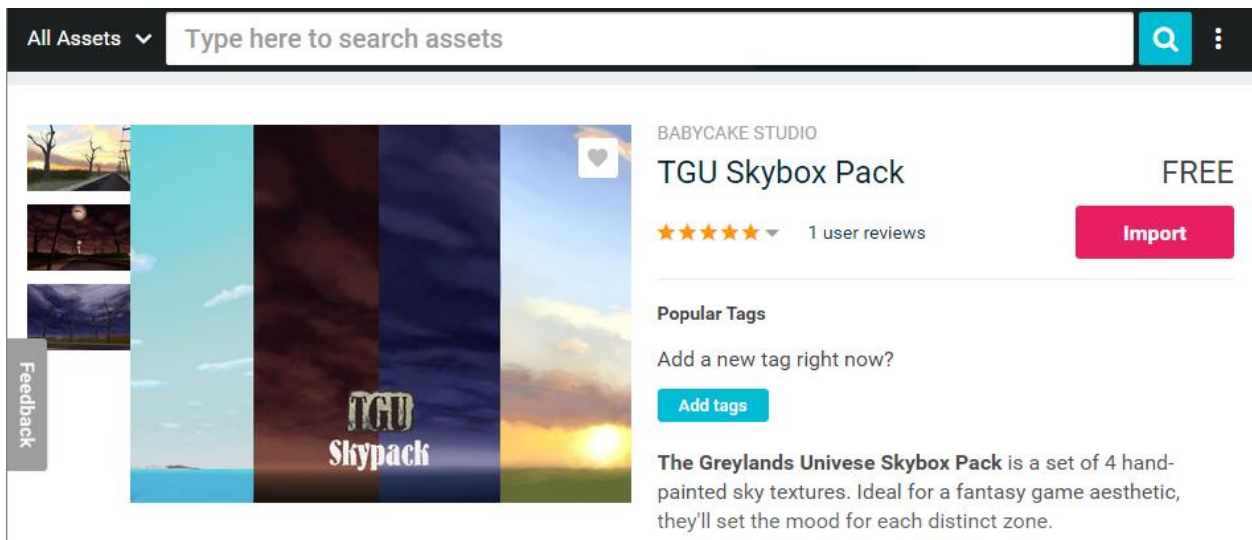 All Assets
Type here to search assets
BABYCAKE STUDIO
TGU Skybox Pack
FREE
1 user reviews
Import
Popular Tags
Add a new tag right now?
Add tags
The Greylands Univese Skybox Pack is a set of 4 hand-
painted sky textures. Ideal for a fantasy game aesthetic,
they'll set the mood for each distinct zone.
TGU
Skypack
Feedback